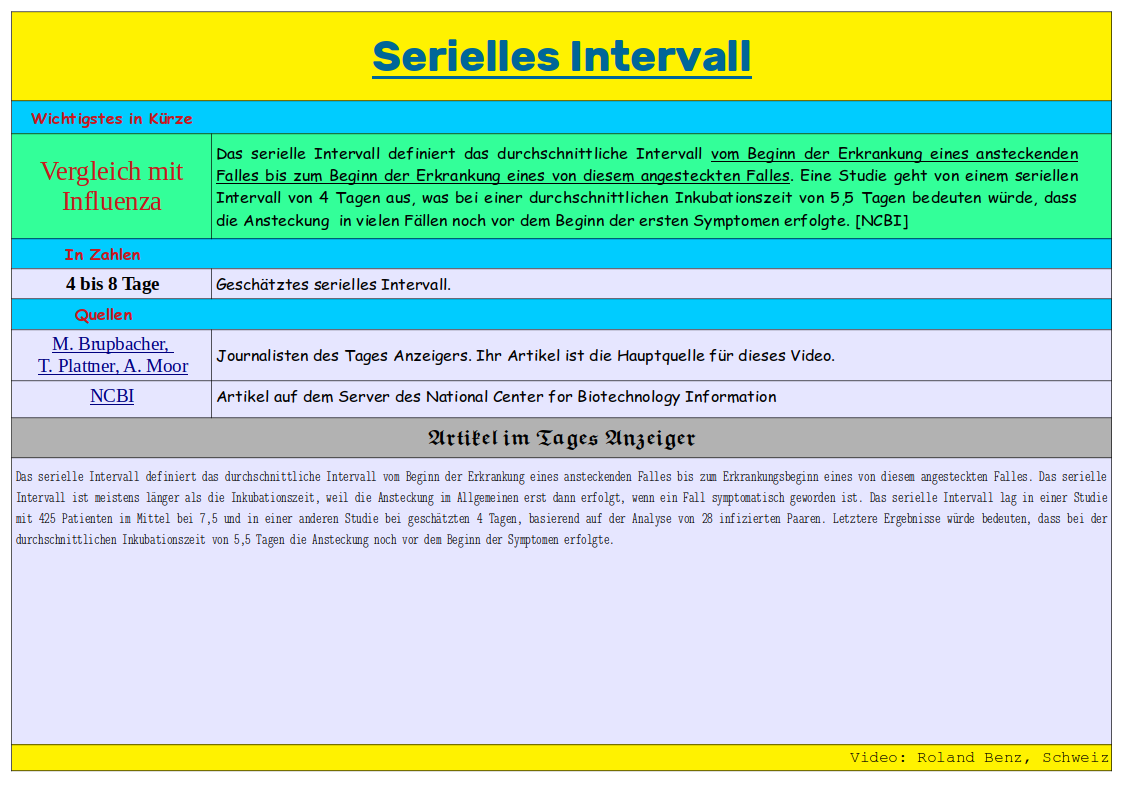 Serielles Intervall
Wichtigstes in Kürze
Vergleich mit
Influenza
Das serielle Intervall definiert das durchschnittliche Intervall vom Beginn der Erkrankung eines ansteckenden
Falles bis zum Beginn der Erkrankung eines von diesem angesteckten Falles. Eine Studie geht von einem seriellen
Intervall von 4 Tagen aus, was bei einer durchschnittlichen Inkubationszeit von 5,5 Tagen bedeuten würde, dass
die Ansteckung in vielen Fällen noch vor dem Beginn der ersten Symptomen erfolgte. [NCBI]
In Zahlen
4 bis 8 Tage
Geschätztes serielles Intervall.
Quellen
M. Brupbacher,
T. Plattner, A. Moor
Journalisten des Tages Anzeigers. Ihr Artikel ist die Hauptquelle für dieses Video.
NCBI
Artikel auf dem Server des National Center for Biotechnology Information
Artikel im Tages Anzeiger
Das serielle Intervall definiert das durchschnittliche Intervall vom Beginn der Erkrankung eines ansteckenden Falles bis zum Erkrankungsbeginn eines von diesem angesteckten Falles. Das serielle
Intervall ist meistens länger als die Inkubationszeit, weil die Ansteckung im Allgemeinen erst dann erfolgt, wenn ein Fall symptomatisch geworden ist. Das serielle Intervall lag in einer Studie
mit 425 Patienten im Mittel bei 7,5 und in einer anderen Studie bei geschätzten 4 Tagen, basierend auf der Analyse von 28 infizierten Paaren. Letztere Ergebnisse würde bedeuten, dass bei der
durchschnittlichen Inkubationszeit von 5,5 Tagen die Ansteckung noch vor dem Beginn der Symptomen erfolgte.
Video: Roland Benz, Schweiz